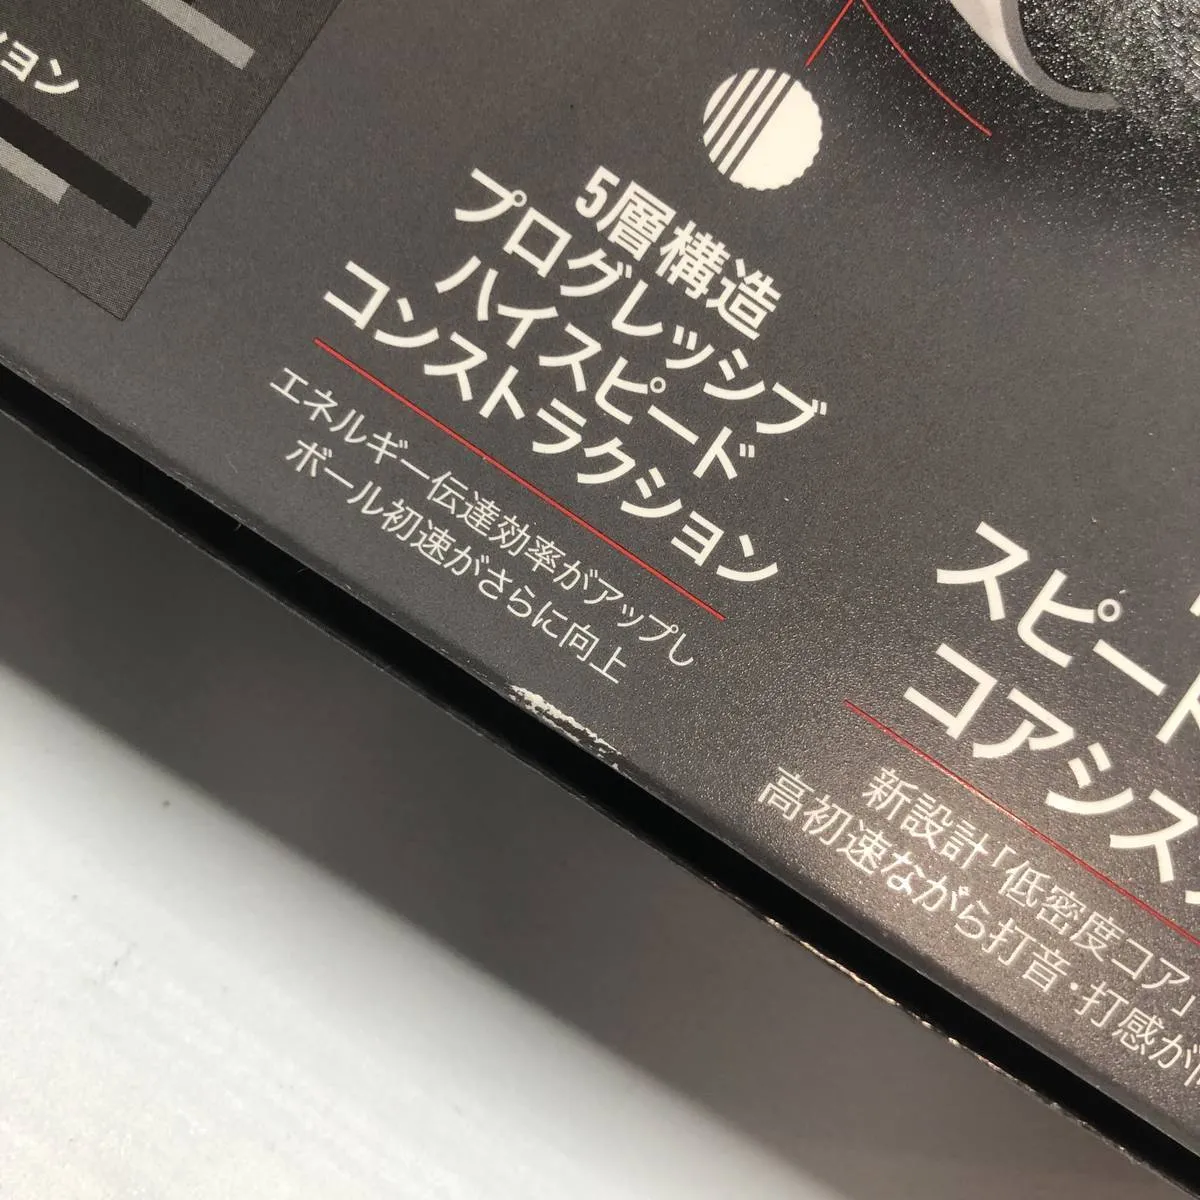 ョン
5層構造
プログレッシブ
ハイスピード
コンストラクション
エネルギー伝達効率がアップし
ボール初速がさらに向上
スピード
コアシス
新設計「低密度コア」
高初速ながら打音・打感が